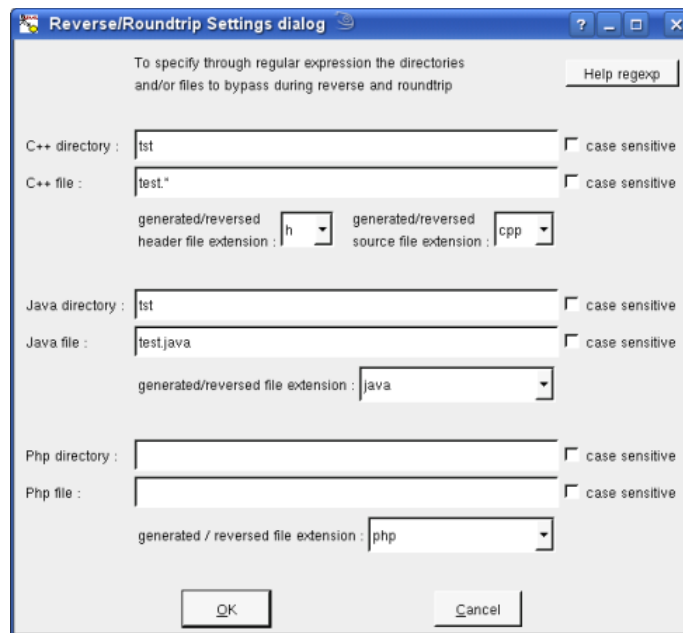 Reverse/Roundtrip Settings dialog
To specify through regular expression the directories
and/or files to bypass during reverse and roundtrip
Help regexp
C++ directory : tst case sensitive
C++ file : test.* case sensitive
generated/reversed
header file extension : h
generated/reversed
source file extension : cpp
Java directory : tst case sensitive
Java file : test.java case sensitive
generated/reversed file extension : java
Php directory : case sensitive
Php file : case sensitive
generated / reversed file extension : php
OK Cancel